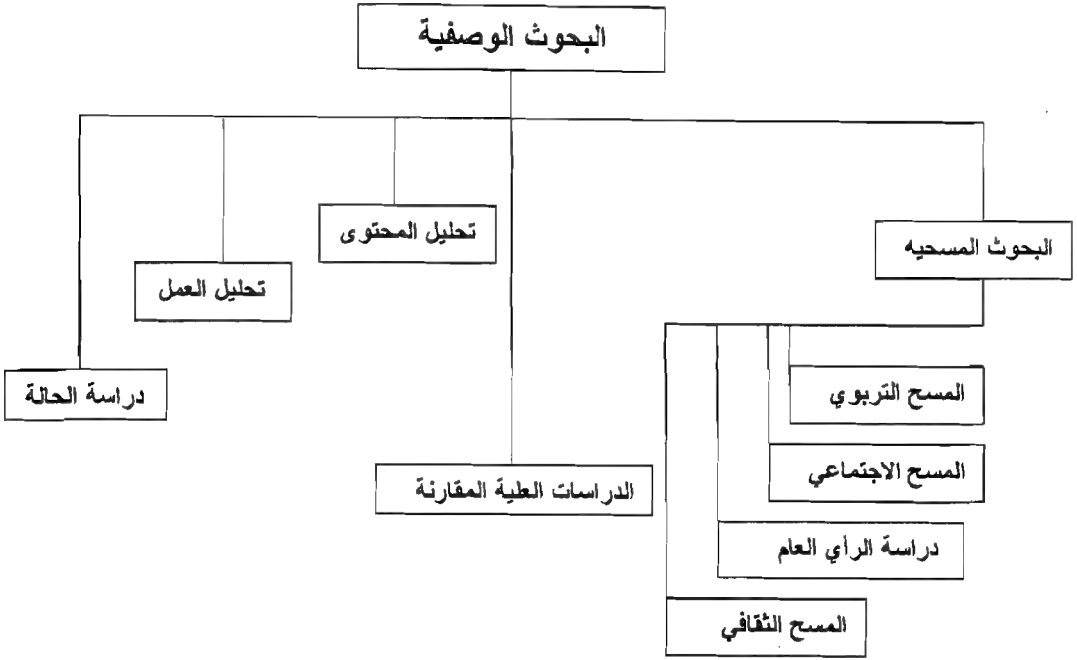 البحوث الوصفية
البحوث المسحيه
تحليل المحتوى
تحليل العمل
دراسة الحالة
الدراسات العلية المقارنة
المسح التربوي
المسح الاجتماعي
دراسة الرأي العام
المسح الثقافي